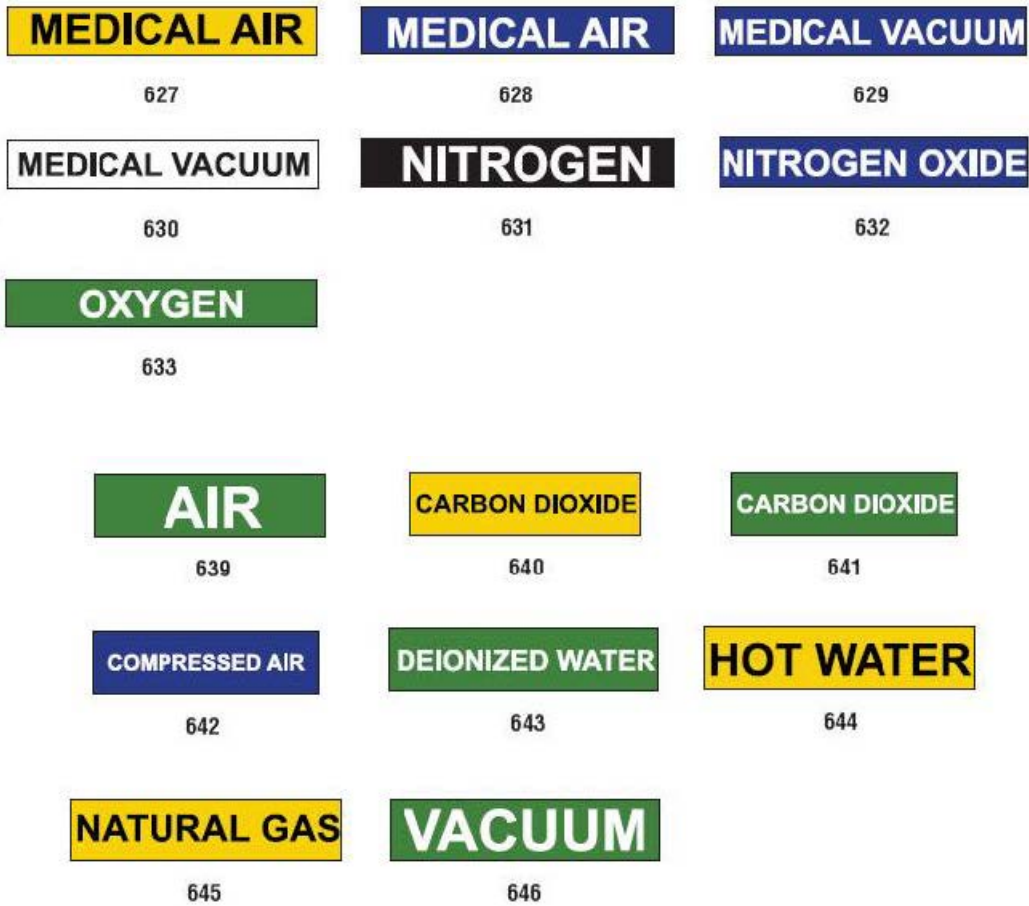 MEDICAL AIR
MEDICAL AIR
MEDICAL VACUUM
627
628
629
MEDICAL VACUUM
NITROGEN
NITROGEN OXIDE
630
631
632
OXYGEN
633
AIR
CARBON DIOXIDE
CARBON DIOXIDE
639
640
641
COMPRESSED AIR
DEIONIZED WATER
HOT WATER
642
643
644
NATURAL GAS
VACUUM
645
646